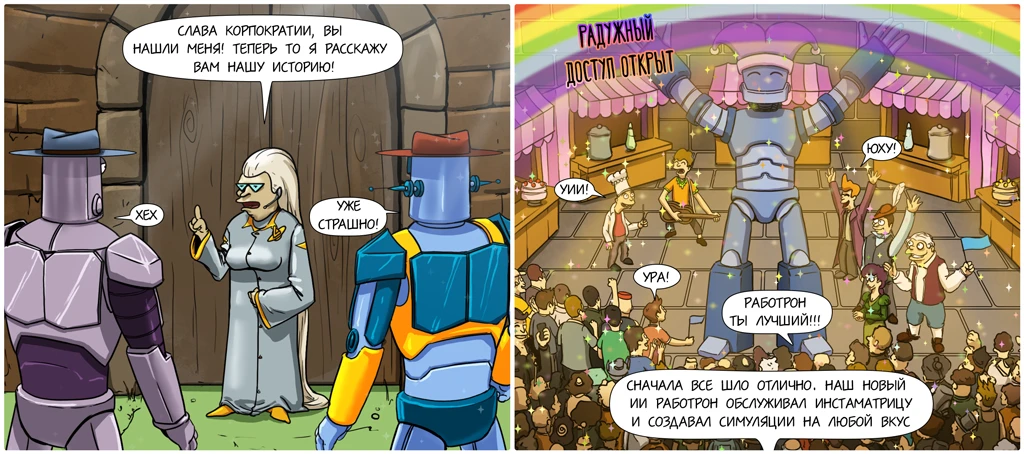 СЛАВА КОРПОКРАТИИ, ВЫ
НАШЛИ МЕНЯ! ТЕПЕРЬ ТО Я РАССКАЖУ
ВАМ НАШУ ИСТОРИЮ!
ХЕХ
УЖЕ
СТРАШНО!
РАДУЖНЫЙ
ДОСТУП ОТКРЫТ
ЮХУ!
УИИ!
УРА!
РАБОТРОН
ТЫ ЛУЧШИЙ!!!
СНАЧАЛА ВСЕ ШЛО ОТЛИЧНО. НАШ НОВЫЙ
ИИ РАБОТРОН ОБСЛУЖИВАЛ ИНСТАМАТРИЦУ
И СОЗДАВАЛ СИМУЛЯЦИИ НА ЛЮБОЙ ВКУС